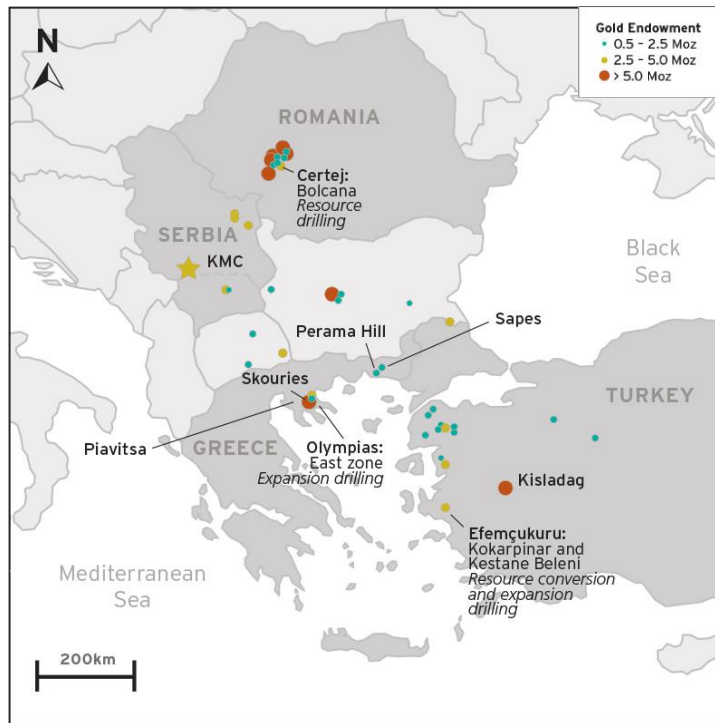 N
Gold Endowment
0.5 - 2.5 Moz
2.5 - 5.0 Moz
> 5.0 Moz
ROMANIA
Certej:
Bolcana
Resource
drilling
SERBIA
KMC
Black
Sea
Perama Hill
Sapes
Skouries
TURKEY
Piavitsa
GREECE
Olympias:
East zone
Expansion drilling
Kisladag
Efemçukuru:
Kokarpinar and
Kestane Beleni
Resource conversion
and expansion
drilling
Mediterranean
Sea
200km